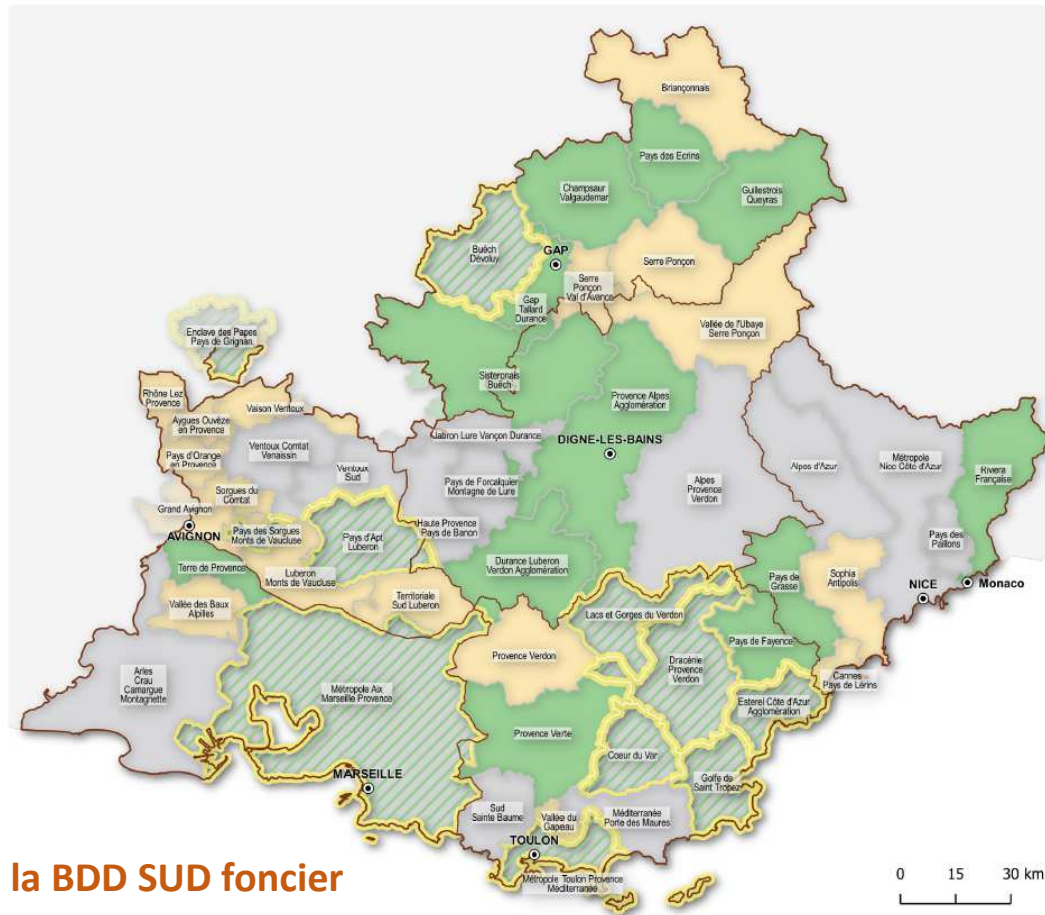 Briançonnais
Pays des Ecrins
Champsaur
Valgaudemar
Guillestrois
Queyras
Buëch
Dévoluy
GAP
Serre
Ponçon
Val d'Avance
Serre Ponçon
Gap
Tallard
Durance
Vallée de l'Ubaye
Serre Ponçon
Enclave des Papes
Pays de Grignan
Sisteronais
Buëch
Provence Alpes
Agglomération
Rhône Lez
Provence
Aygues Ouvèze
en Provence
Vaison Ventoux
Pays d'Orange
en Provence
Ventoux Comtat
Venaissin
Ventoux
Sud
Jabron Lure Vançon Durance
DIGNE-LES-BAINS
Pays de Forcalquier
Montagne de Lure
Alpes
Provence
Verdon
Alpes d'Azur
Métropole
Nice Côte d'Azur
Riviera
Française
Sorgues du
Comtat
Grand Avignon
AVIGNON
Pays des Sorgues
Monts de Vaucluse
Pays d'Apt
Luberon
Haute Provence
Pays de Banon
Pays des
Paillons
Terre de Provence
Luberon
Monts de Vaucluse
Durance Luberon
Verdon Agglomération
Pays de
Grasse
Sophia
Antipolis
NICE
Monaco
Vallée des Baux
Alpilles
Territoriale
Sud Luberon
Lacs et Gorges du Verdon
Pays de Fayence
Provence Verdon
Dracénie
Provence
Verdon
Cannes
Pays de Lérins
Arles
Crau
Camargue
Montagnette
Métropole Aix
Marseille Provence
Esterel Côte d'Azur
Agglomération
Provence Verte
Coeur du Var
Golfe de
Saint Tropez
MARSEILLE
Sud
Sainte Baume
Vallée du
Gapeau
Méditerranée
Porte des Maures
TOULON
Métropole Toulon Provence
Méditerranée
la BDD SUD foncier
0 15 30 km